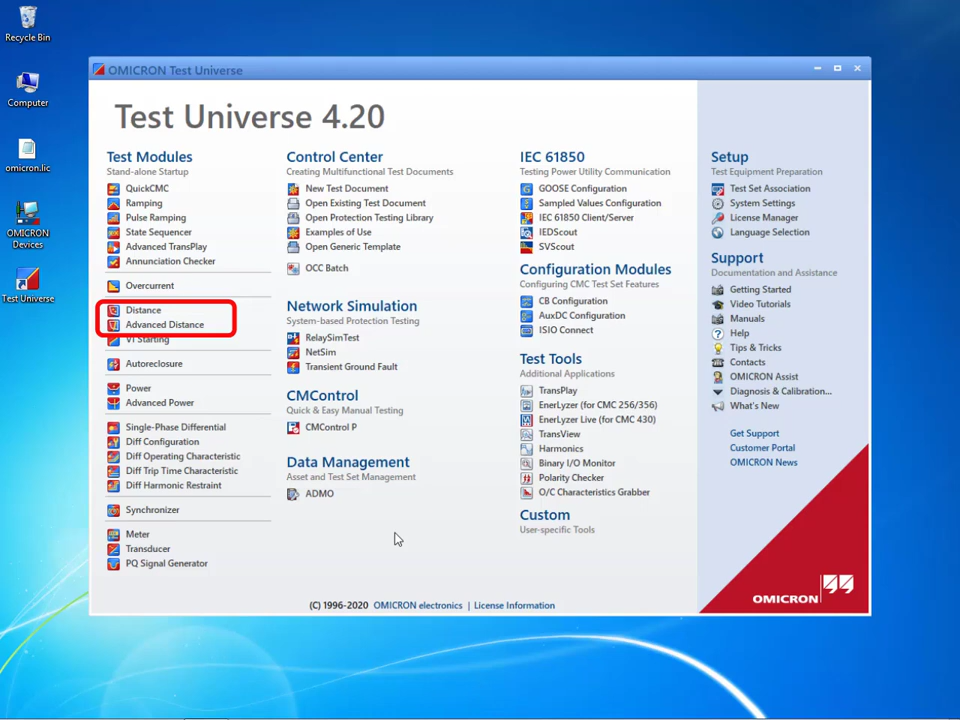 Recycle Bin
Computer
omicron.lic
OMICRON
Devices
Test Universe
OMICRON Test Universe
Test Universe 4.20
Test Modules
Stand-alone Startup
QuickCMC
Ramping
Pulse Ramping
State Sequencer
Advanced TransPlay
Annunciation Checker
Overcurrent
Distance
Advanced Distance
VI Starting
Autoreclosure
Power
Advanced Power
Single-Phase Differential
Diff Configuration
Diff Operating Characteristic
Diff Trip Time Characteristic
Diff Harmonic Restraint
Synchronizer
Meter
Transducer
PQ Signal Generator
Control Center
Creating Multifunctional Test Documents
New Test Document
Open Existing Test Document
Open Protection Testing Library
Examples of Use
Open Generic Template
OCC Batch
Network Simulation
System-based Protection Testing
RelaySimTest
NetSim
Transient Ground Fault
CMControl
Quick & Easy Manual Testing
CMControl P
Data Management
Asset and Test Set Management
ADMO
IEC 61850
Testing Power Utility Communication
GOOSE Configuration
Sampled Values Configuration
IEC 61850 Client/Server
IEDScout
SVScout
Configuration Modules
Configuring CMC Test Set Features
CB Configuration
AuxDC Configuration
ISIO Connect
Test Tools
Additional Applications
TransPlay
EnerLyzer (for CMC 256/356)
EnerLyzer Live (for CMC 430)
TransView
Harmonics
Binary I/O Monitor
Polarity Checker
O/C Characteristics Grabber
Custom
User-specific Tools
Setup
Test Equipment Preparation
Test Set Association
System Settings
License Manager
Language Selection
Support
Documentation and Assistance
Getting Started
Video Tutorials
Manuals
Help
Tips & Tricks
Contacts
OMICRON Assist
Diagnosis & Calibration...
What's New
Get Support
Customer Portal
OMICRON News
OMICRON
(C) 1996-2020 OMICRON electronics | License Information